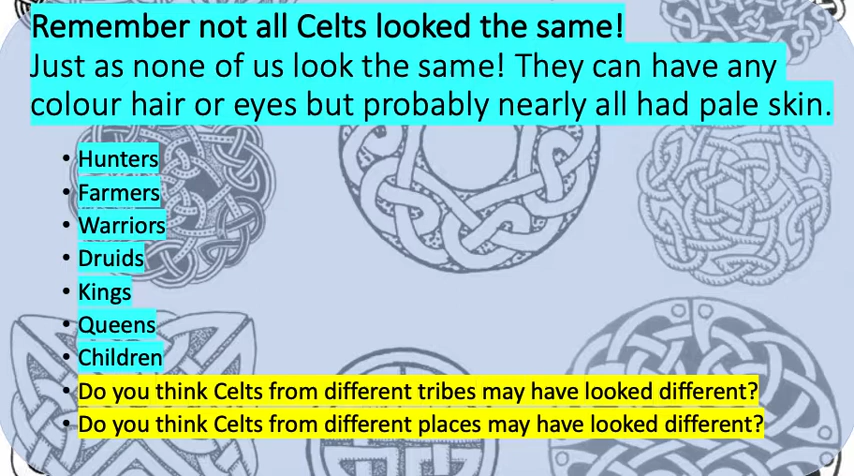 Remember not all Celts looked the same!
Just as none of us look the same! They can have any
colour hair or eyes but probably nearly all had pale skin.
• Hunters
• Farmers
• Warriors
• Druids
• Kings
• Queens
• Children
• Do you think Celts from different tribes may have looked different?
• Do you think Celts from different places may have looked different?